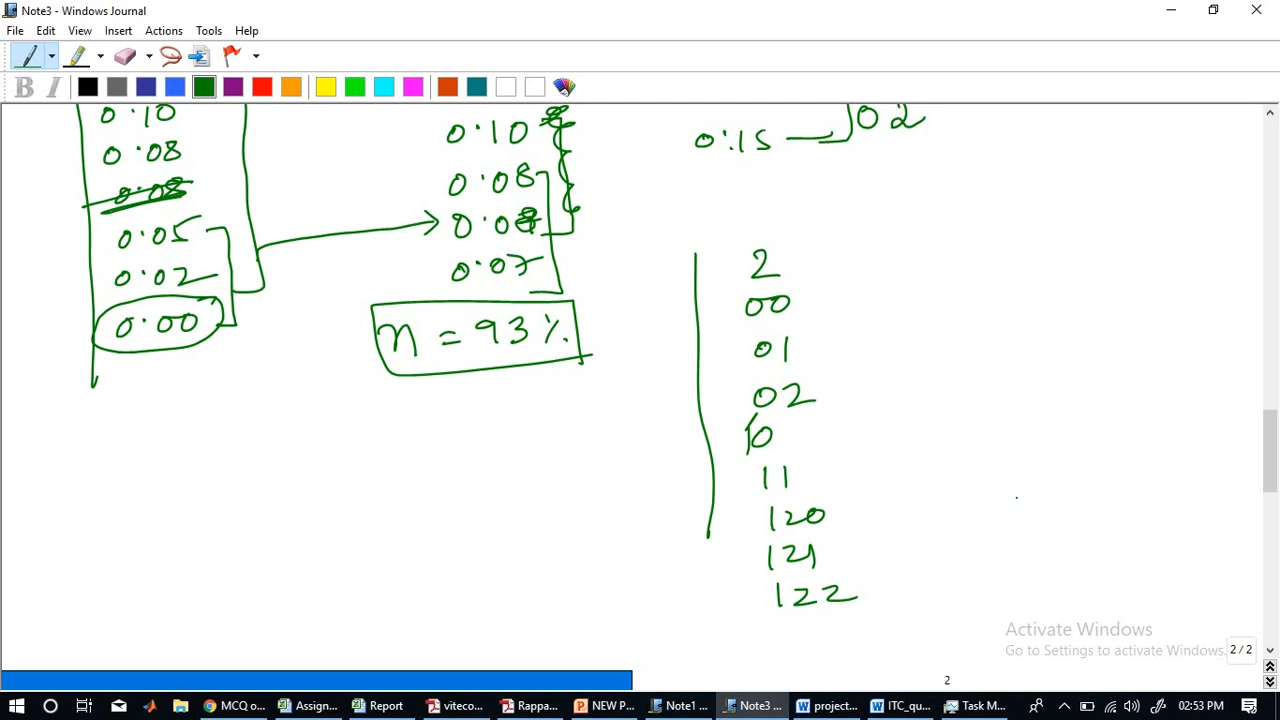 Note3 - Windows Journal
File Edit View Insert Actions Tools Help
B I
0.10
0.08
0.05
0.02
0.00
0.10
0.08
0.07
η = 93 %.
0.15
02
2
00
01
02
10
11
120
121
122
Activate Windows
Go to Settings to activate Windows.
2 / 2
2
MCQ o...
Assign...
Report
viteco...
Rappa...
NEW P...
Note1 ...
Note3 ...
project...
ITC_qu...
Task M...
02:53 PM